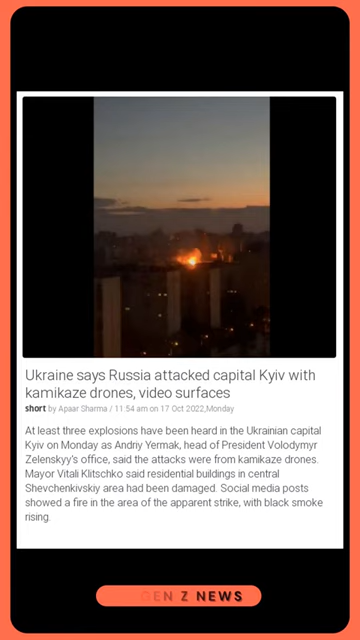 Ukraine says Russia attacked capital Kyiv with
kamikaze drones, video surfaces
short by Apaar Sharma / 11:54 am on 17 Oct 2022,Monday
At least three explosions have been heard in the Ukrainian capital
Kyiv on Monday as Andriy Yermak, head of President Volodymyr
Zelenskyy's office, said the attacks were from kamikaze drones.
Mayor Vitali Klitschko said residential buildings in central
Shevchenkivskiy area had been damaged. Social media posts
showed a fire in the area of the apparent strike, with black smoke
rising.
GEN Z NEWS